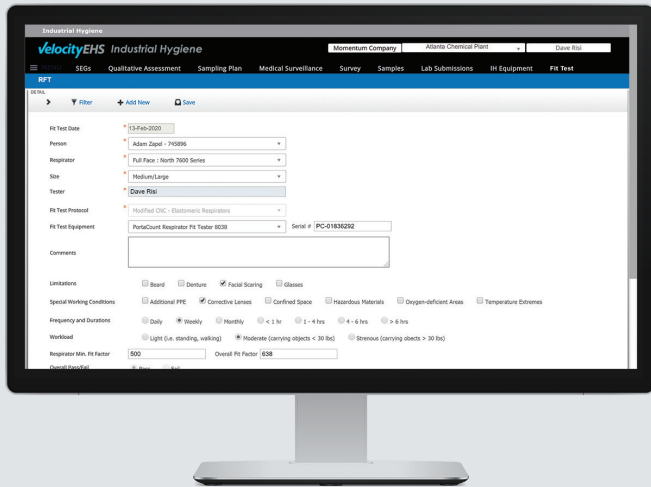 Industrial Hygiene
VelocityEHS Industrial Hygiene
Momentum Company Atlanta Chemical Plant Dave Risi
SEGs Qualitative Assessment Sampling Plan Medical Surveillance Survey Samples Lab Submissions IH Equipment Fit Test
RFT
DETAIL
Filter Add New Save
Fit Test Date * 13-Feb-2020
Person * Adam Zapel - 745896
Respirator * Full Face : North 7600 Series
Size * Medium/Large
Tester * Dave Risi
Fit Test Protocol * Modified CNC - Elastomeric Respirators
Fit Test Equipment PortaCount Respirator Fit Tester 8038 Serial # PC-01836292
Comments
Limitations Beard Denture Facial Scaring Glasses
Special Working Conditions Additional PPE Corrective Lenses Confined Space Hazardous Materials Oxygen-deficient Areas Temperature Extremes
Frequency and Durations Daily Weekly Monthly < 1 hr 1 - 4 hrs 4 - 6 hrs > 6 hrs
Workload Light (i.e. standing, walking) Moderate (carrying objects < 30 lbs) Strenous (carrying obects > 30 lbs)
Respirator Min. Fit Factor 500 Overall Fit Factor 638
Overall Pass/Fail Pass Fail